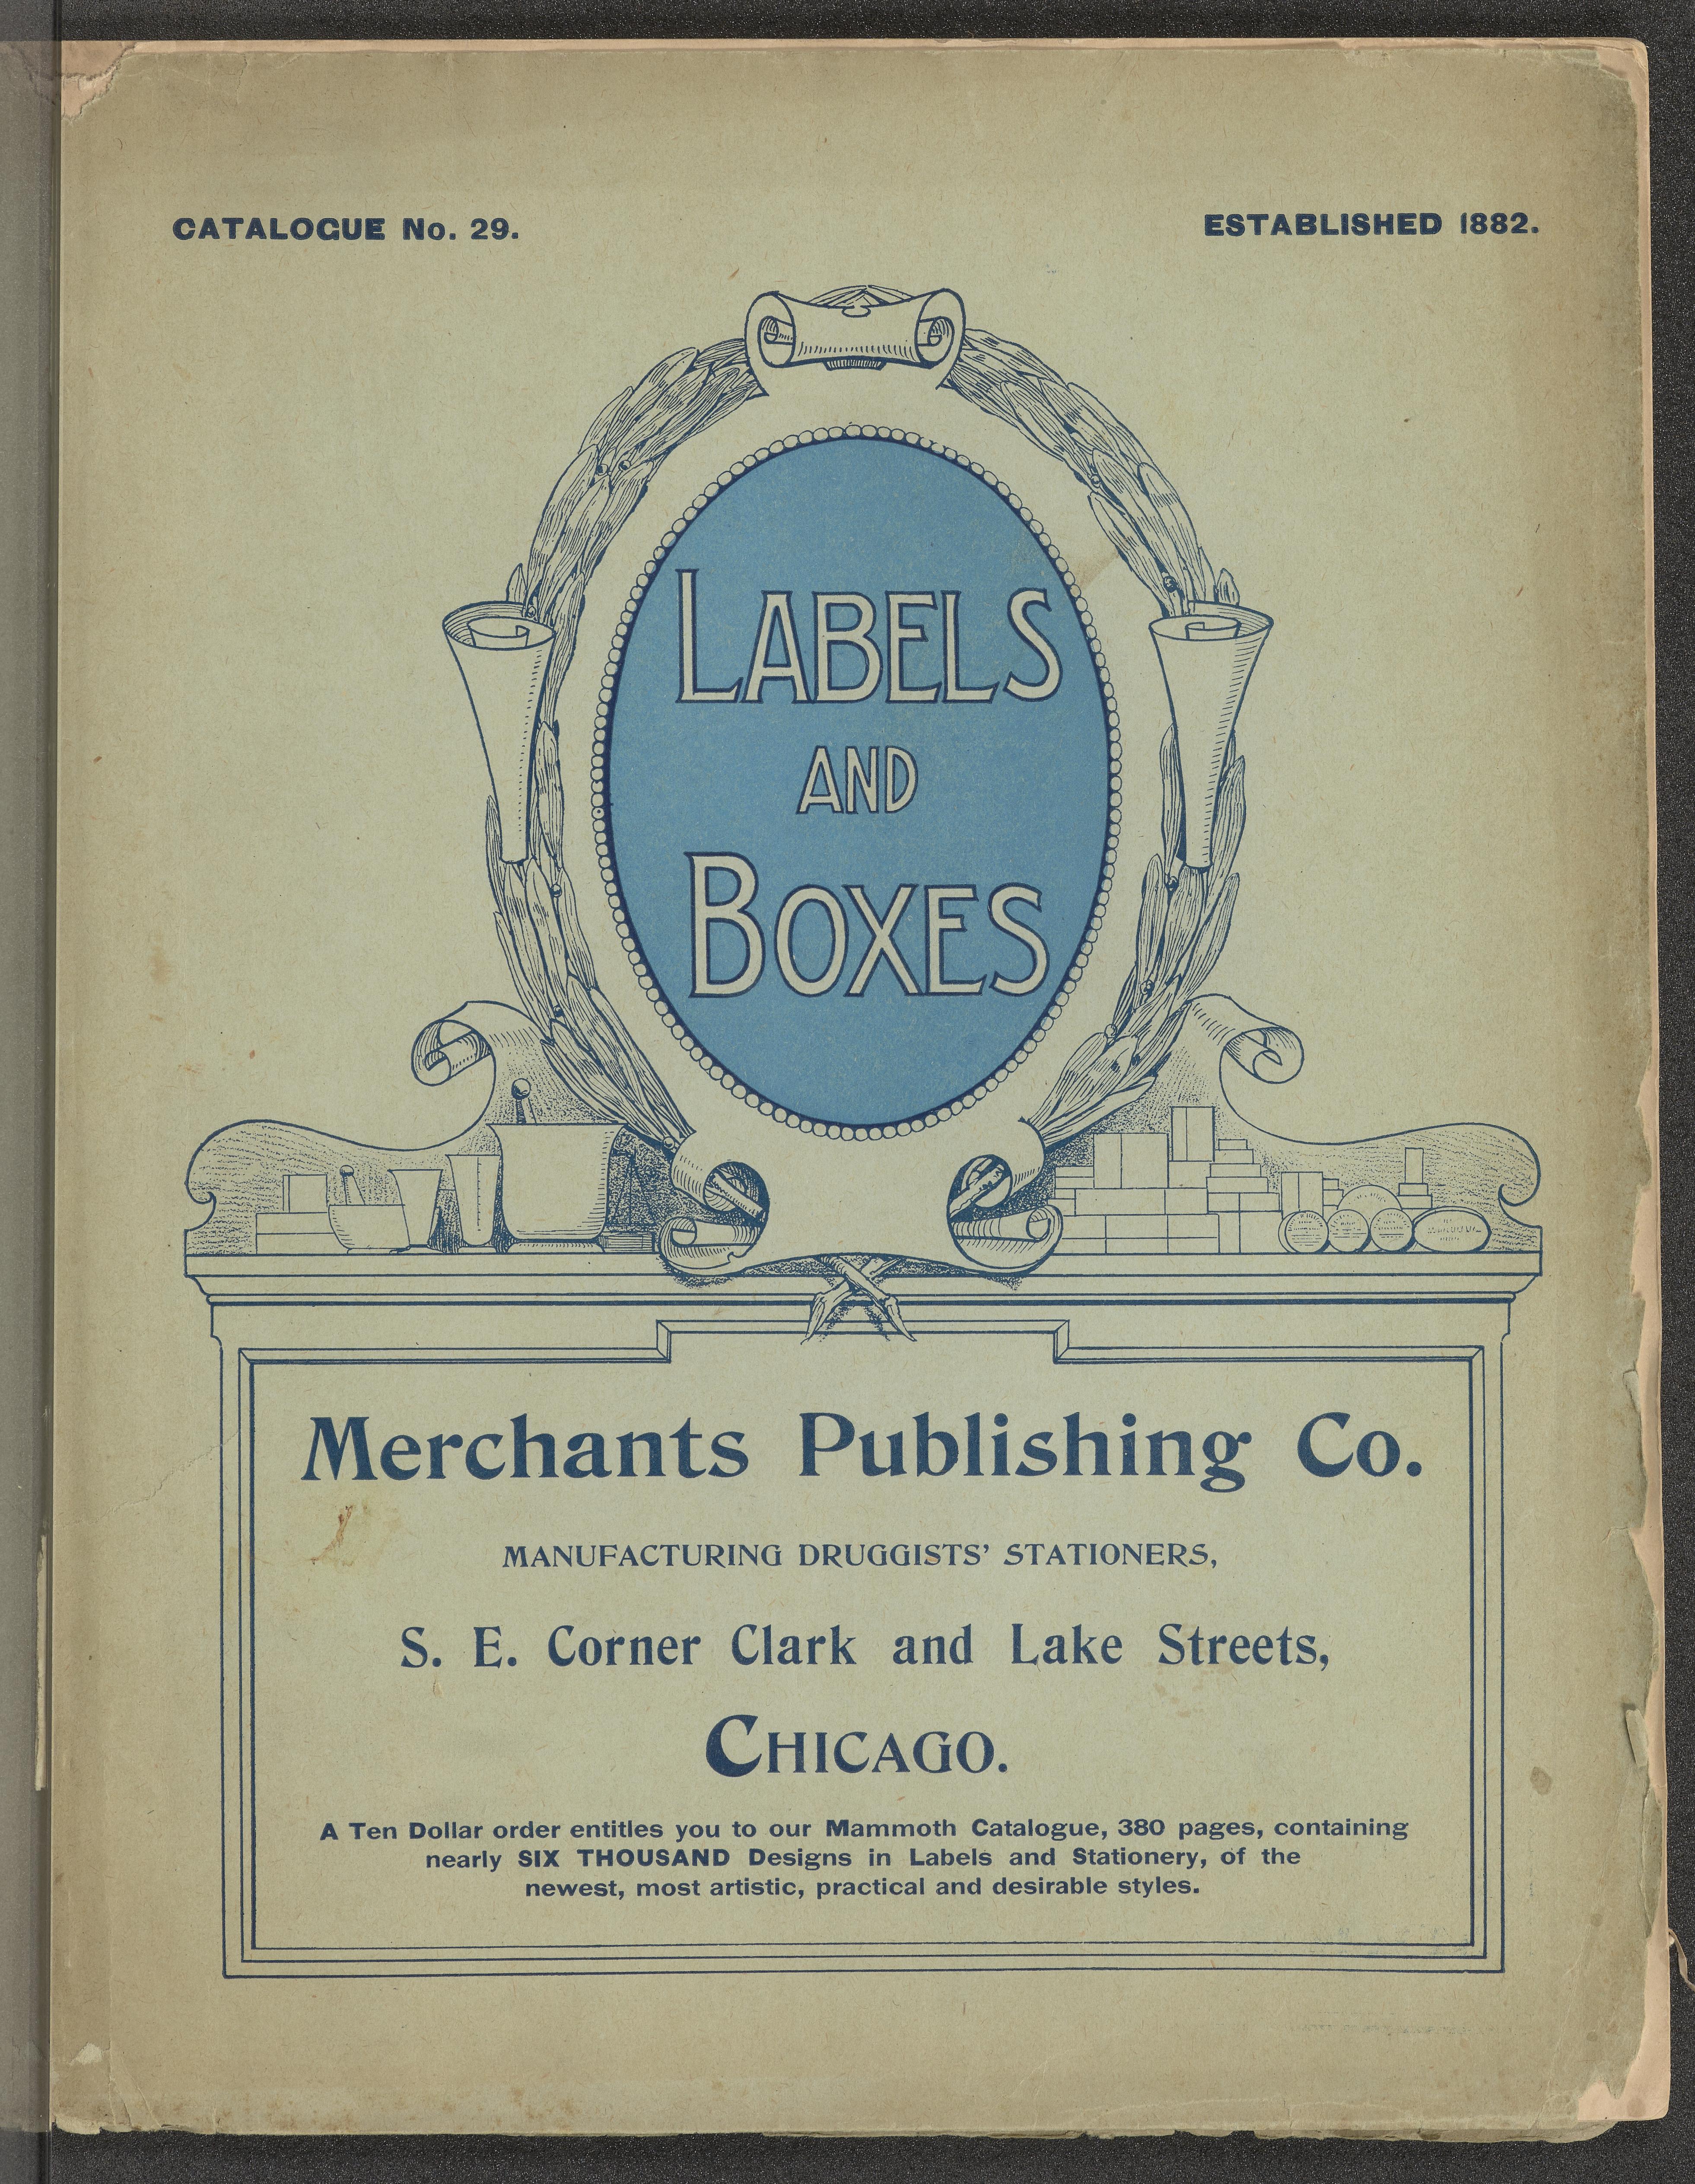 CATALOGUE No. 29.
ESTABLISHED 1882.
LABELS
AND
BOXES
Merchants Publishing Co.
MANUFACTURING DRUGGISTS' STATIONERS,
S. E. Corner Clark and Lake Streets,
CHICAGO.
A Ten Dollar order entitles you to our Mammoth Catalogue, 380 pages, containing
nearly SIX THOUSAND Designs in Labels and Stationery, of the
newest, most artistic, practical and desirable styles.